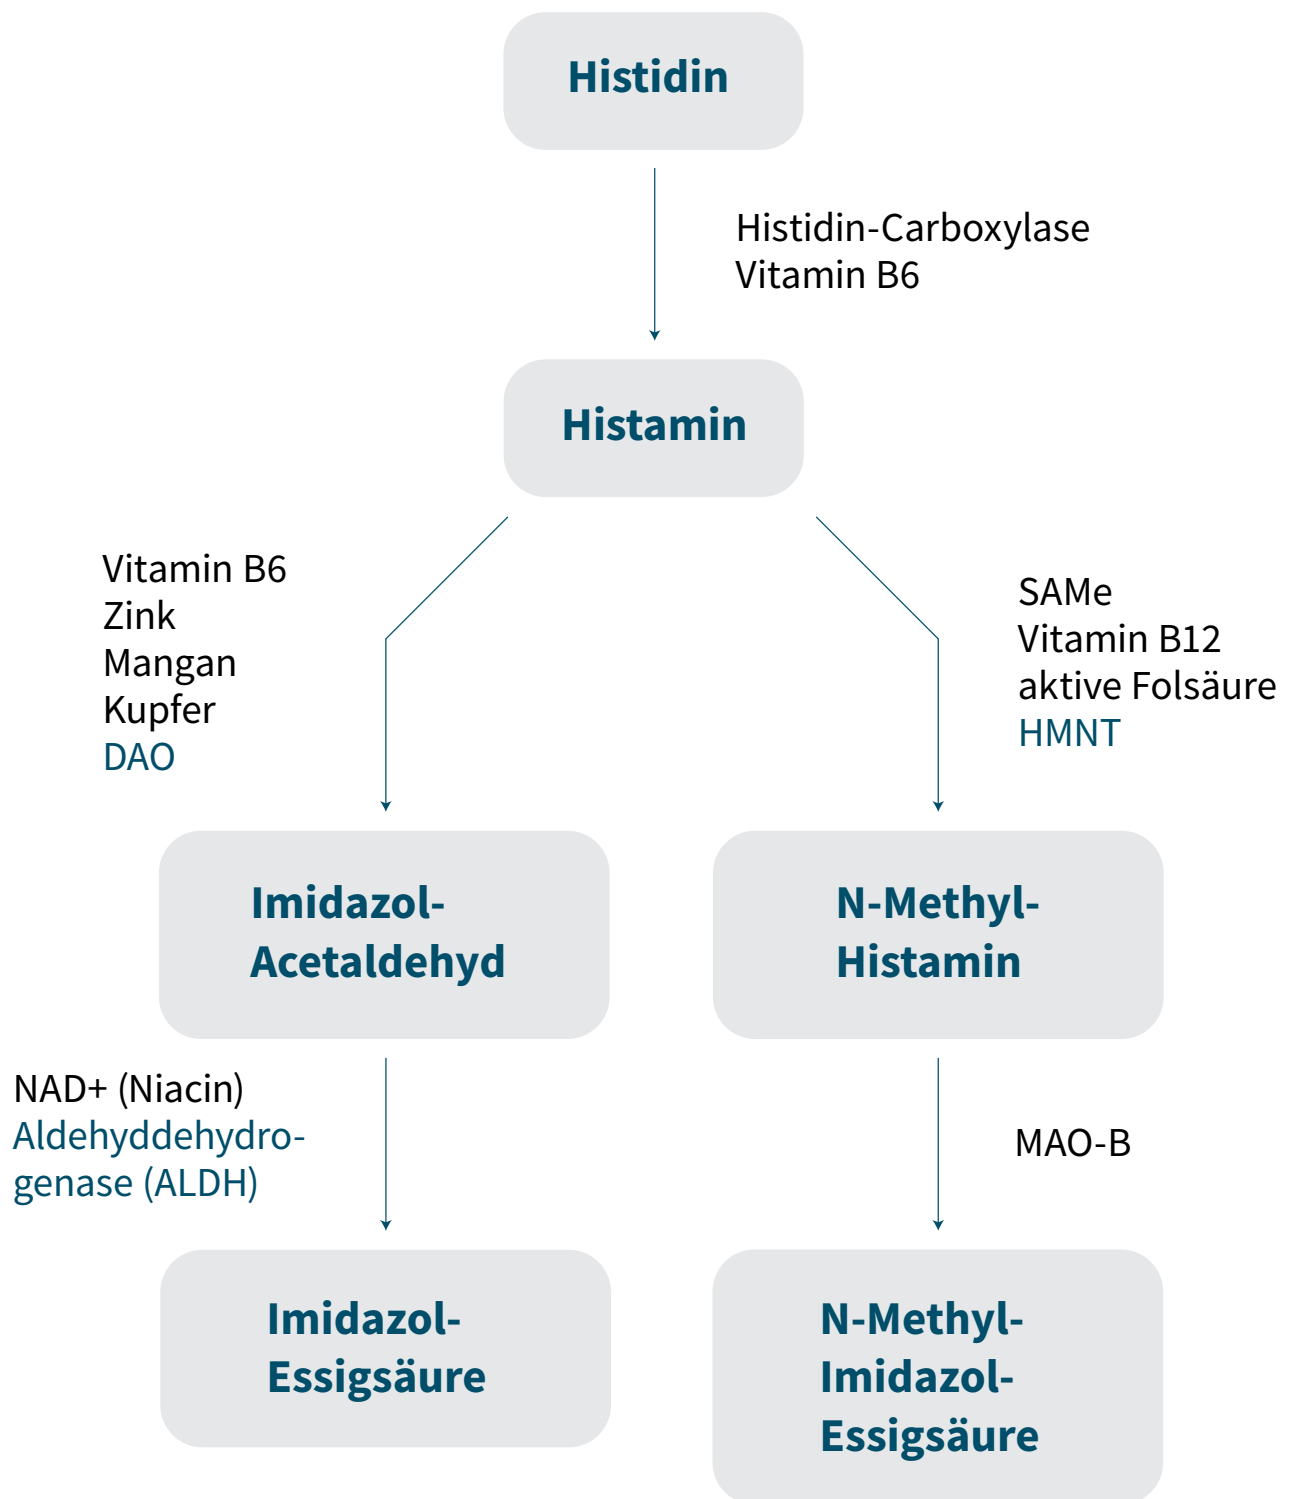 Histidin
Histidin-Carboxylase
Vitamin B6
Histamin
Vitamin B6
Zink
Mangan
Kupfer
DAO
SAMe
Vitamin B12
aktive Folsäure
HMNT
Imidazol-
Acetaldehyd
N-Methyl-
Histamin
NAD+ (Niacin)
Aldehyddehydro-
genase (ALDH)
MAO-B
Imidazol-
Essigsäure
N-Methyl-
Imidazol-
Essigsäure